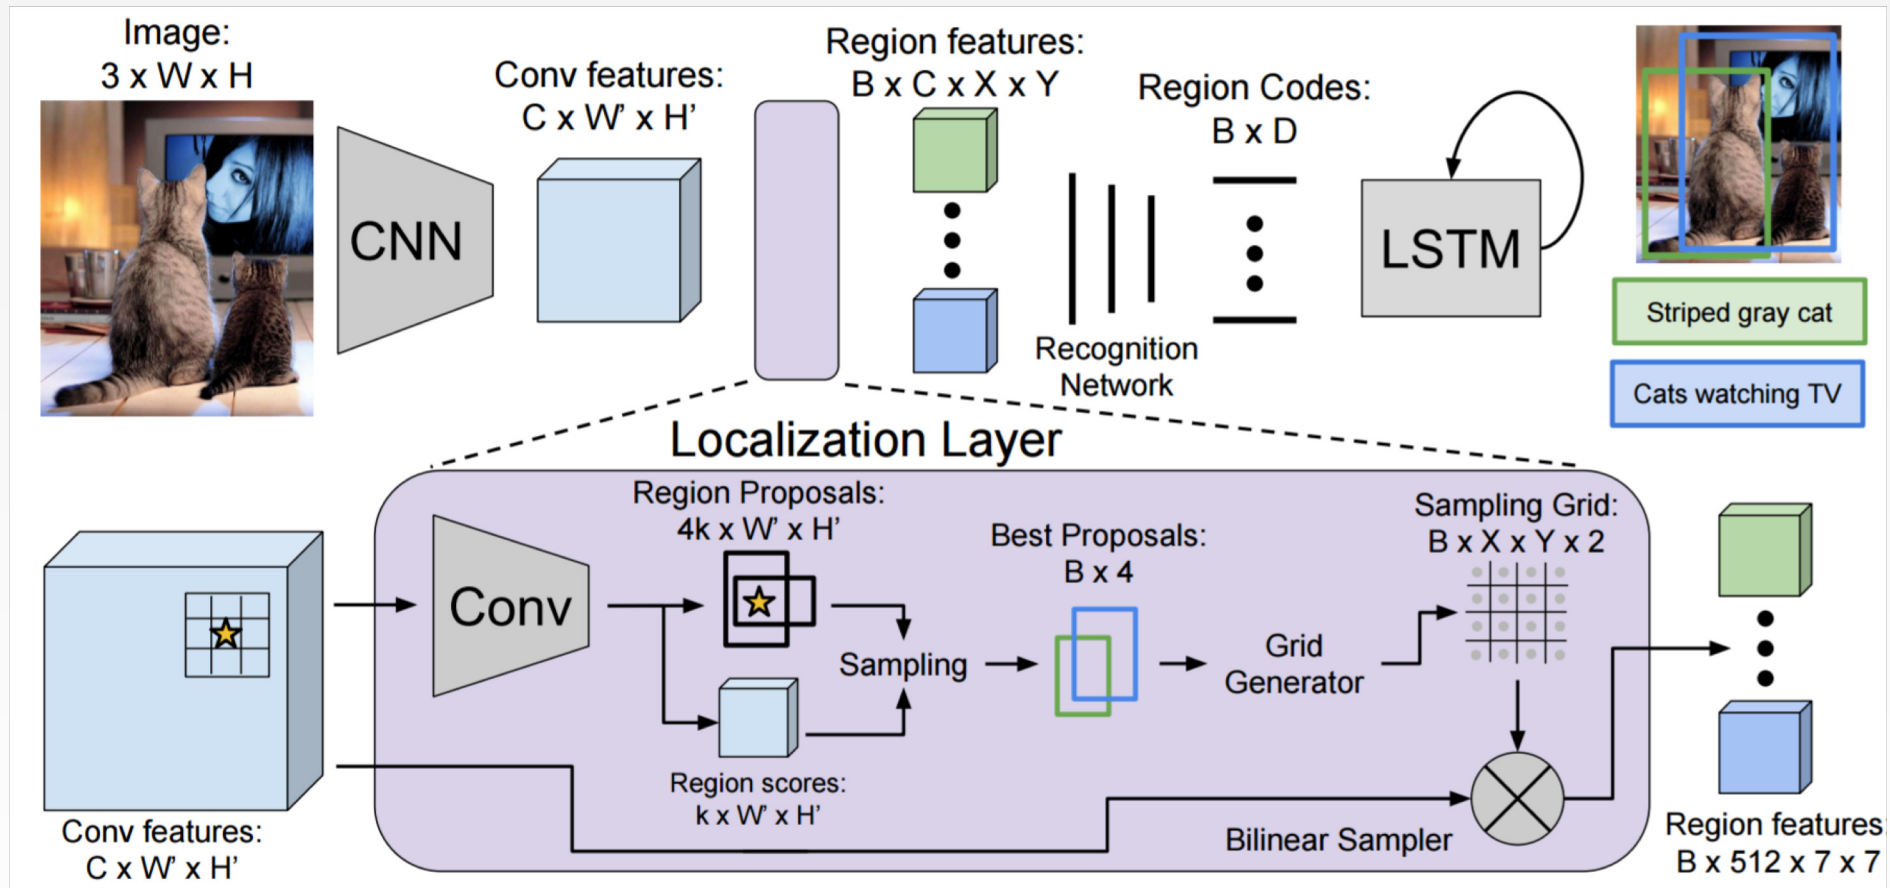 Image:
3 x W x H
Conv features:
C x W' x H'
Region features:
B x C x X x Y
Region Codes:
B x D
CNN
LSTM
Recognition
Network
Striped gray cat
Cats watching TV
Localization Layer
Region Proposals:
4k x W' x H'
Conv
Sampling
Region scores:
k x W' x H'
Best Proposals:
B x 4
Grid
Generator
Sampling Grid:
B x X x Y x 2
Bilinear Sampler
Conv features:
C x W' x H'
Region features:
B x 512 x 7 x 7